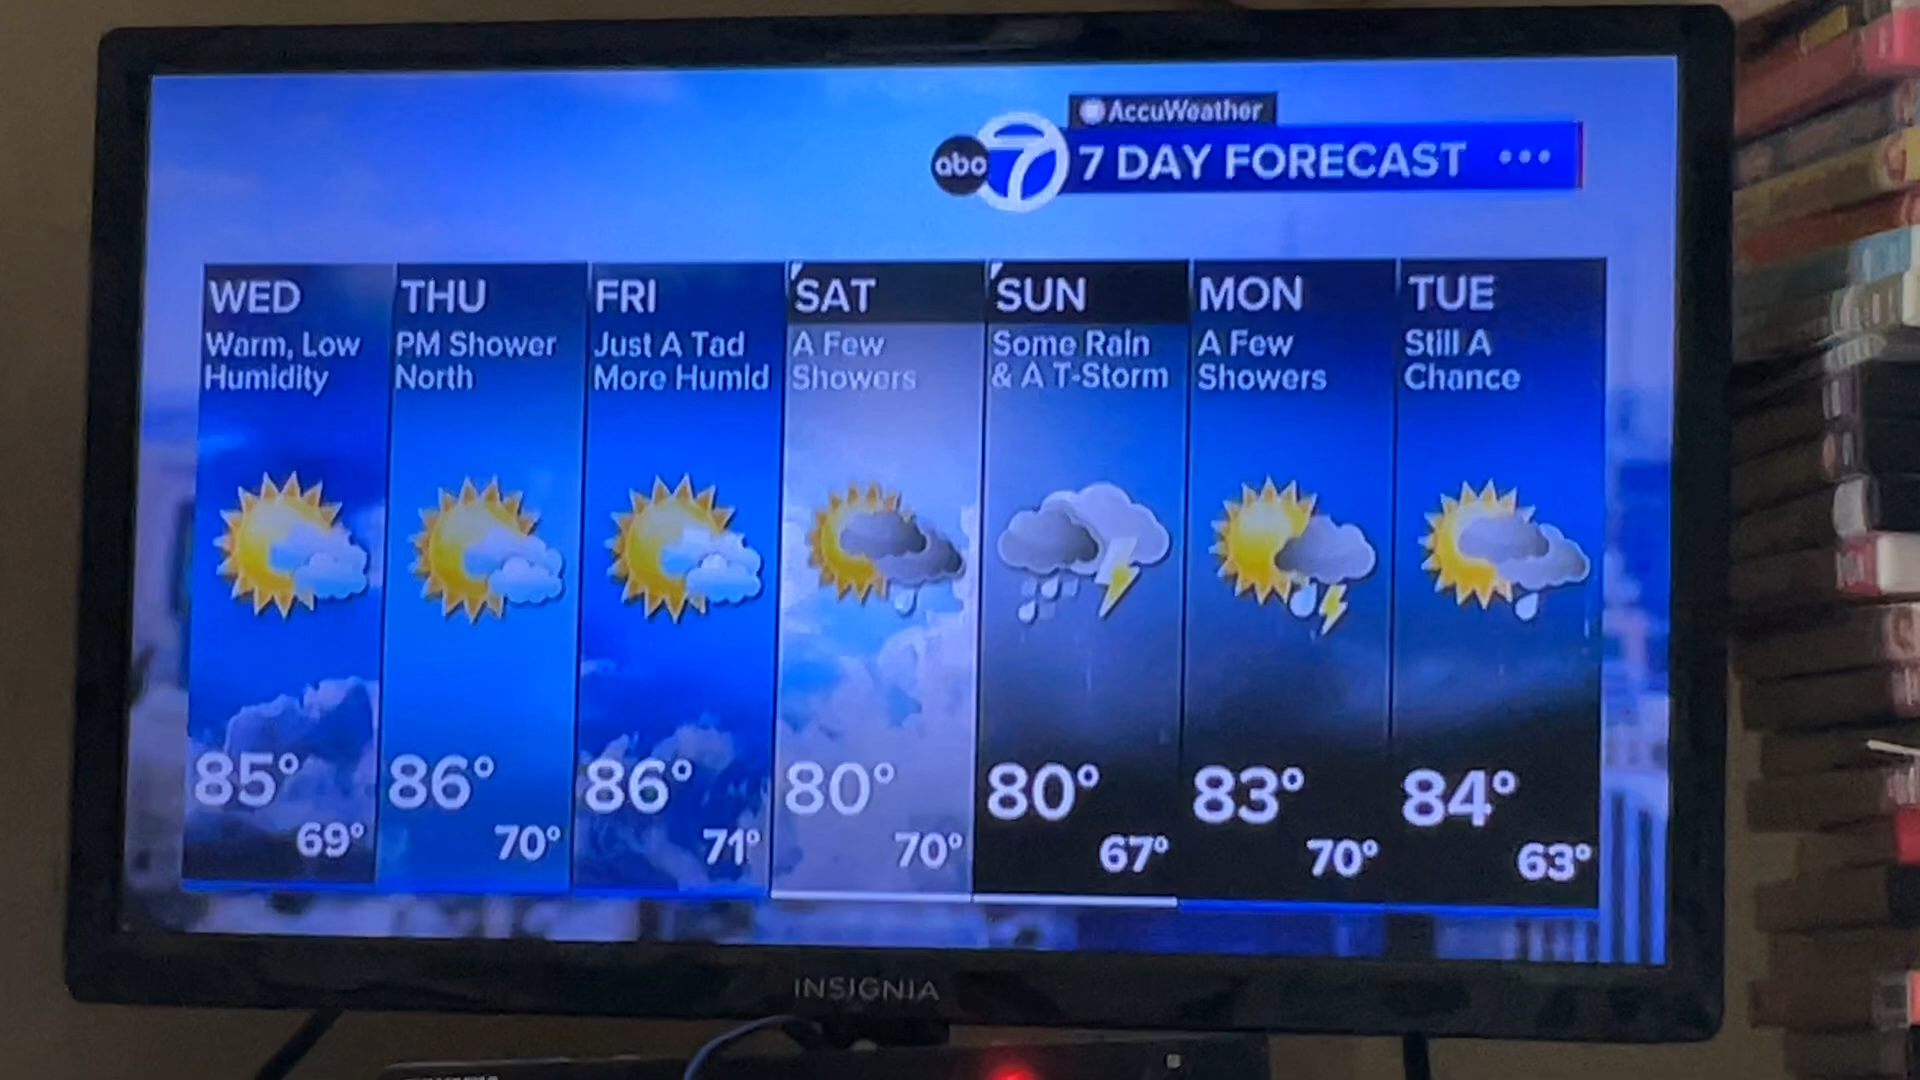 AccuWeather
abc 7 7 DAY FORECAST ...
WED
Warm, Low
Humidity
85°
69°
THU
PM Shower
North
86°
70°
FRI
Just A Tad
More Humid
86°
71°
SAT
A Few
Showers
80°
70°
SUN
Some Rain
& A T-Storm
80°
67°
MON
A Few
Showers
83°
70°
TUE
Still A
Chance
84°
63°
INSIGNIA